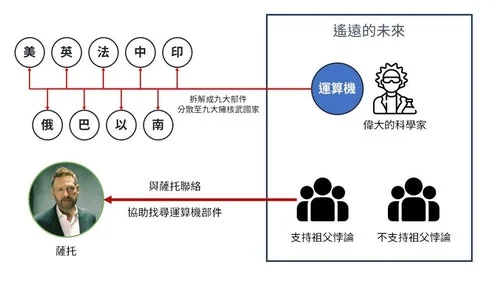 遙遠的未來
美 英 法 中 印
運算機
拆解成九大部件
分散至九大擁核武國家
俄 巴 以 南
偉大的科學家
與薩托聯絡
協助找尋運算機部件
薩托
支持祖父悖論 不支持祖父悖論